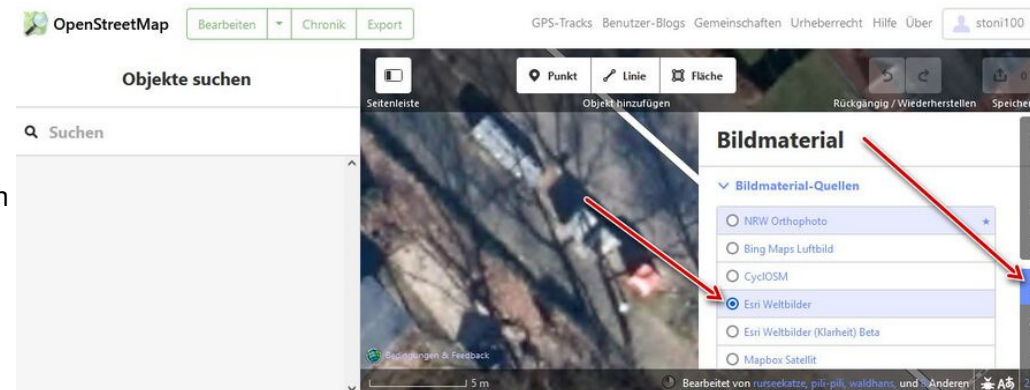 OpenStreetMap Bearbeiten Chronik Export GPS-Tracks Benutzer-Blogs Gemeinschaften Urheberrecht Hilfe Über stoni100
Objekte suchen
Suchen
n
Seitenleiste
Punkt Linie Fläche
Objekt hinzufügen
Rückgängig / Wiederherstellen
0
Bildmaterial
Bildmaterial-Quellen
NRW Orthophoto
Bing Maps Luftbild
CyclOSM
Esri Weltbilder
Esri Weltbilder (Klarheit) Beta
Mapbox Satellit
Bedingungen & Feedback
5 m
Bearbeitet von rurseekatze, pili-pili, waldhans, und Anderen